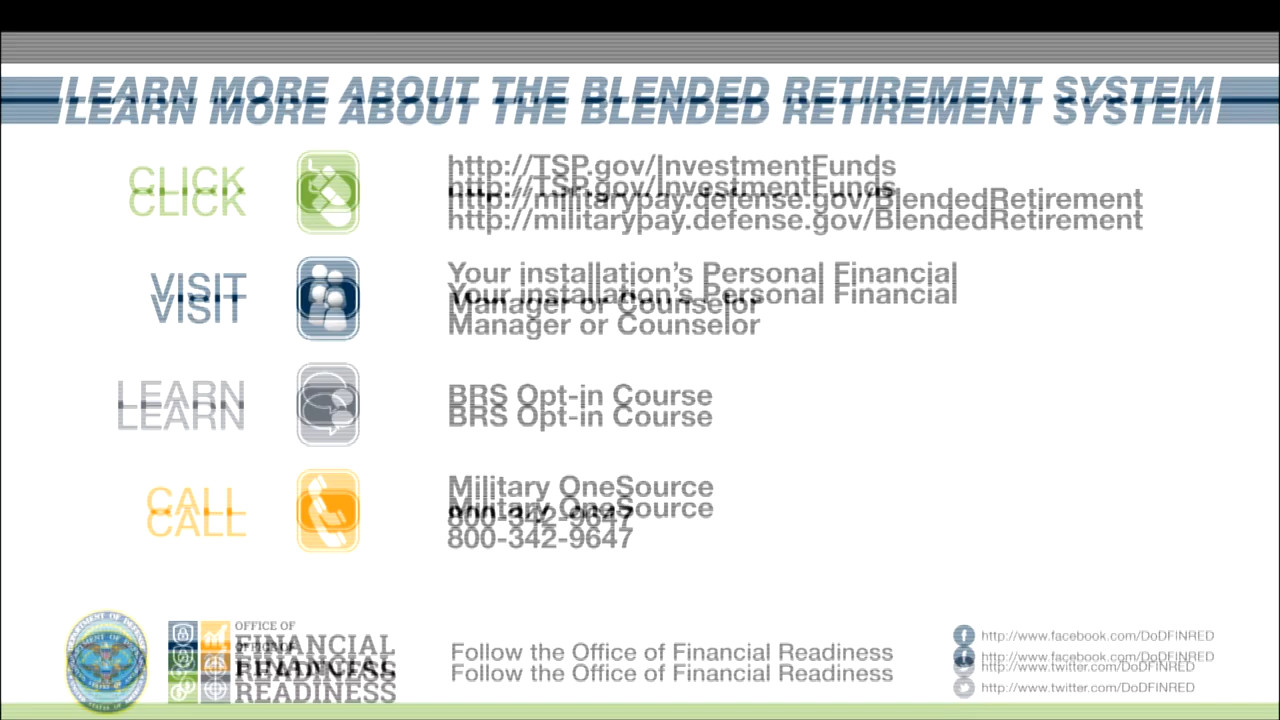 LEARN MORE ABOUT THE BLENDED RETIREMENT SYSTEM
CLICK
http://TSP.gov/InvestmentFunds
http://militarypay.defense.gov/BlendedRetirement
VISIT
Your installation's Personal Financial
Manager or Counselor
LEARN
BRS Opt-in Course
CALL
Military OneSource
800-342-9647
OFFICE OF
FINANCIAL
READINESS
Follow the Office of Financial Readiness
http://www.facebook.com/DoDFINRED
http://www.twitter.com/DoDFINRED